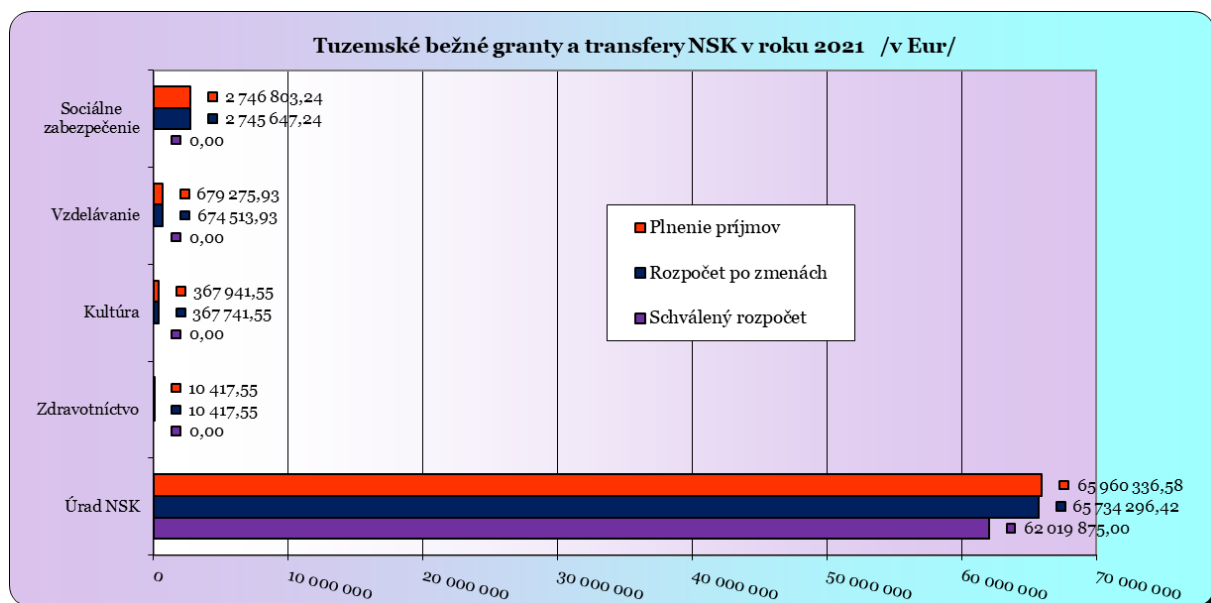 Tuzemské bežné granty a transfery NSK v roku 2021 /v Eur/
Sociálne
zabezpečenie
2 746 803,24
2 745 647,24
0,00
Vzdelávanie
679 275,93
674 513,93
0,00
Kultúra
367 941,55
367 741,55
0,00
Zdravotníctvo
10 417,55
10 417,55
0,00
Úrad NSK
65 960 336,58
65 734 296,42
62 019 875,00
Plnenie príjmov
Rozpočet po zmenách
Schválený rozpočet
0
10 000 000
20 000 000
30 000 000
40 000 000
50 000 000
60 000 000
70 000 000